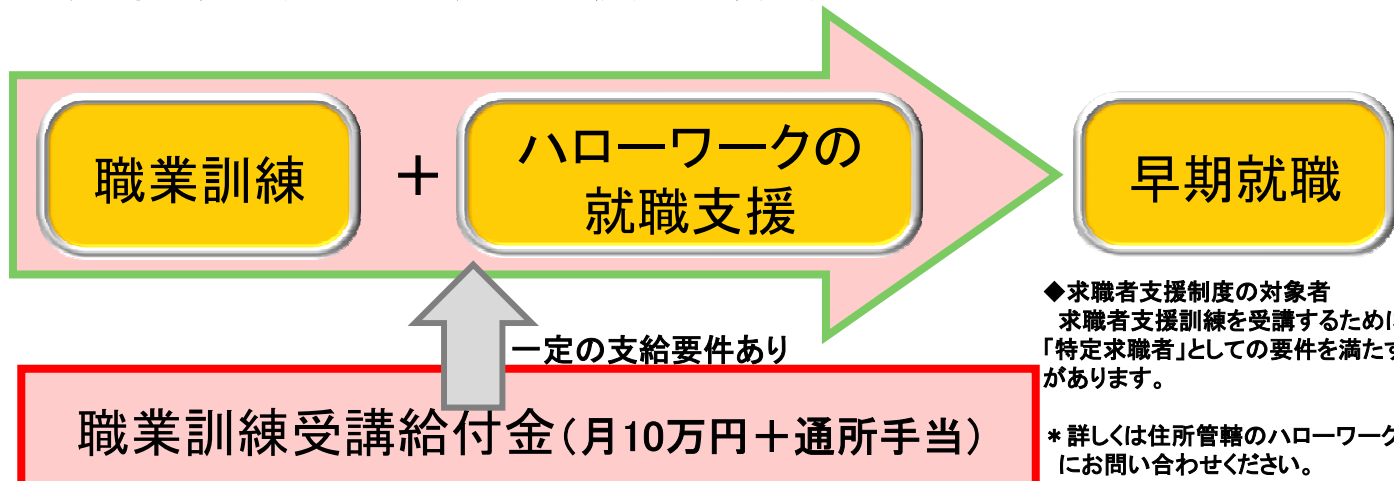 職業訓練
+
ハローワークの
就職支援
早期就職
◆求職者支援制度の対象者
求職者支援訓練を受講するために
「特定求職者」としての要件を満たす
があります。
一定の支給要件あり
職業訓練受講給付金(月10万円+通所手当)
*詳しくは住所管轄のハローワーク
にお問い合わせください。